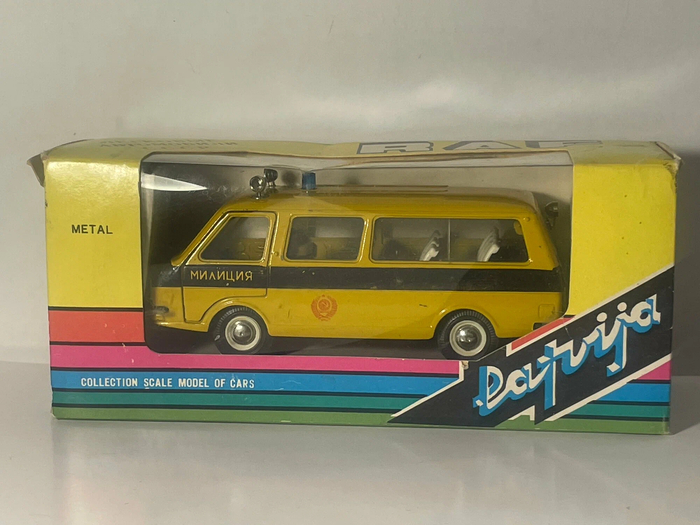 RAF
METAL
МИЛИЦИЯ
latvija
COLLECTION SCALE MODEL OF CARS